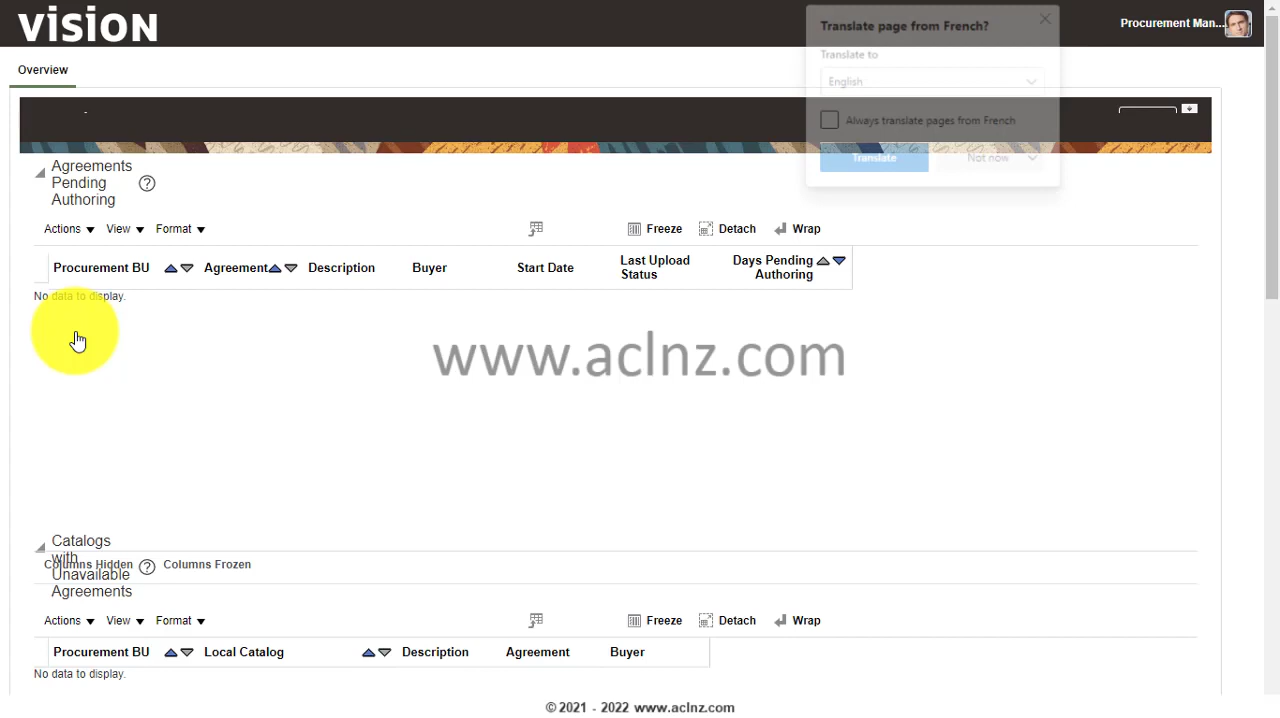 vision
Procurement Man...
Translate page from French?
Translate to
English
Always translate pages from French
Translate
Not now
Overview
Agreements
Pending
Authoring
Actions View Format Freeze Detach Wrap
Procurement BU Agreement Description Buyer Start Date Last Upload Status Days Pending Authoring
No data to display.
www.aclnz.com
Catalogs
with
Unavailable
Agreements
Columns Hidden Columns Frozen
Actions View Format Freeze Detach Wrap
Procurement BU Local Catalog Description Agreement Buyer
No data to display.
© 2021 - 2022 www.aclnz.com